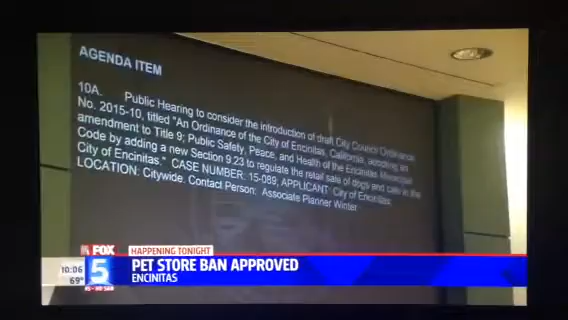 AGENDA ITEM
10A. Public Hearing to consider the introduction of draft City Council Ordinance
No. 2015-10, titled "An Ordinance of the City of Encinitas, California, adopting an
amendment to Title 9; Public Safety, Peace, and Health of the Encinitas Municipal
Code by adding a new Section 9.23 to regulate the retail sale of dogs and cats in the
City of Encinitas." CASE NUMBER: 15-089; APPLICANT: City of Encinitas;
LOCATION: Citywide. Contact Person: Associate Planner Winter
FOX
5
10:06
69°
HAPPENING TONIGHT
PET STORE BAN APPROVED
ENCINITAS